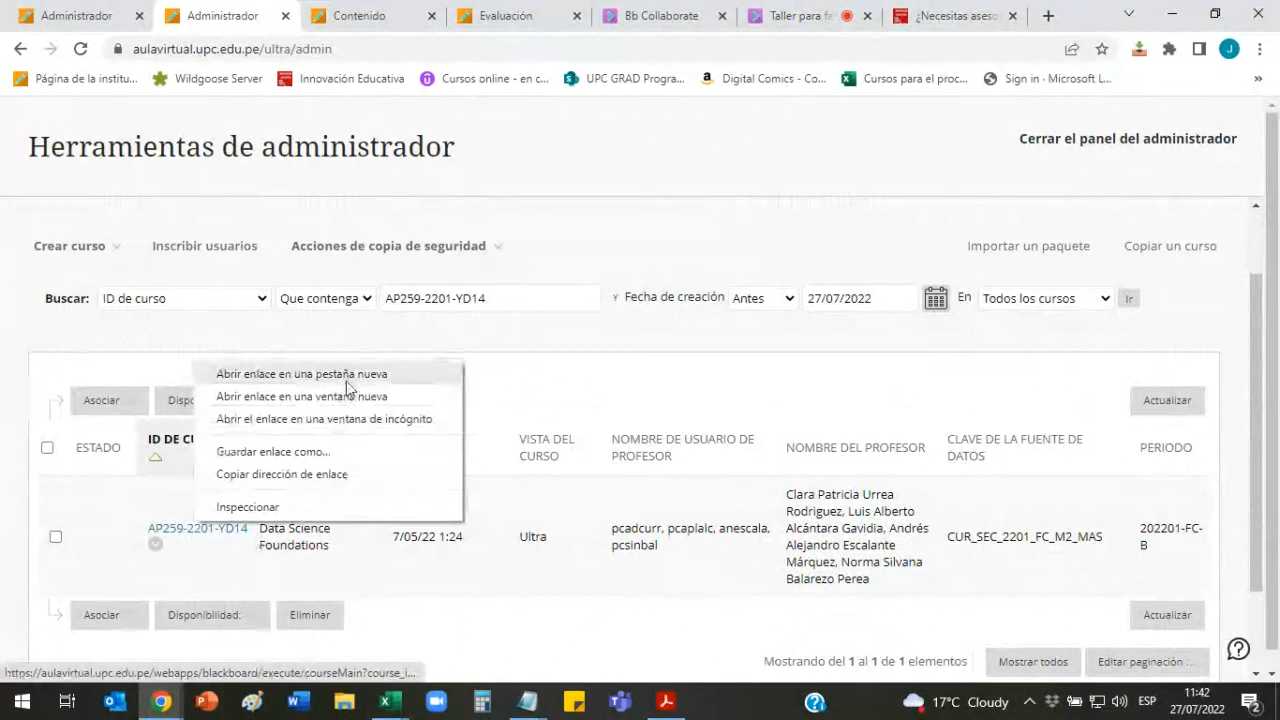 Administrador
Administrador
Contenido
Evaluación
Bb Collaborate
Taller para fa
¿Necesitas aseso
aulavirtual.upc.edu.pe/ultra/admin
J
Página de la institu...
Wildgoose Server
Innovación Educativa
Cursos online - en c...
UPC GRAD Progra...
Digital Comics - Co...
Cursos para el proc...
Sign in · Microsoft L...
»
Herramientas de administrador
Cerrar el panel del administrador
Crear curso
Inscribir usuarios
Acciones de copia de seguridad
Importar un paquete
Copiar un curso
Buscar:
ID de curso
Que contenga
AP259-2201-YD14
Y
Fecha de creación
Antes
27/07/2022
En
Todos los cursos
Ir
Abrir enlace en una pestaña nueva
Abrir enlace en una ventana nueva
Abrir el enlace en una ventana de incógnito
Guardar enlace como...
Copiar dirección de enlace
Inspeccionar
Asociar
Dispo
Actualizar
ESTADO
ID DE CU
VISTA DEL
CURSO
NOMBRE DE USUARIO DE
PROFESOR
NOMBRE DEL PROFESOR
CLAVE DE LA FUENTE DE
DATOS
PERIODO
AP259-2201-YD14
Data Science
Foundations
7/05/22 1:24
Ultra
pcadcurr, pcaplalc, anescala,
pcsinbal
Clara Patricia Urrea
Rodriguez, Luis Alberto
Alcántara Gavidia, Andrés
Alejandro Escalante
Márquez, Norma Silvana
Balarezo Perea
CUR_SEC_2201_FC_M2_MAS
202201-FC-
B
Asociar
Disponibilidad:
Eliminar
Actualizar
Mostrando del 1 al 1 de 1 elementos
Mostrar todos
Editar paginación ...
https://aulavirtual.upc.edu.pe/webapps/blackboard/execute/courseMain?course_i...
17°C Cloudy
ESP
11:42
27/07/2022
2